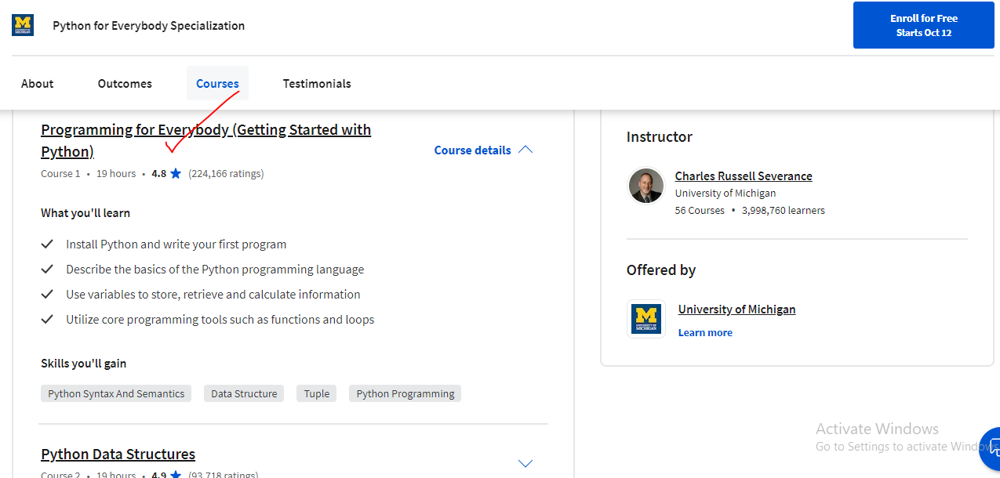 Python for Everybody Specialization
Enroll for Free
Starts Oct 12
About
Outcomes
Courses
Testimonials
Programming for Everybody (Getting Started with
Python)
Course details
Course 1 • 19 hours • 4.8 ★ (224,166 ratings)
What you'll learn
Install Python and write your first program
Describe the basics of the Python programming language
Use variables to store, retrieve and calculate information
Utilize core programming tools such as functions and loops
Skills you'll gain
Python Syntax And Semantics
Data Structure
Tuple
Python Programming
Python Data Structures
Course 2 • 19 hours • 4.9 ★ (93,718 ratings)
Instructor
Charles Russell Severance
University of Michigan
56 Courses • 3,998,760 learners
Offered by
University of Michigan
Learn more
Activate Windows
Go to Settings to activate Windows